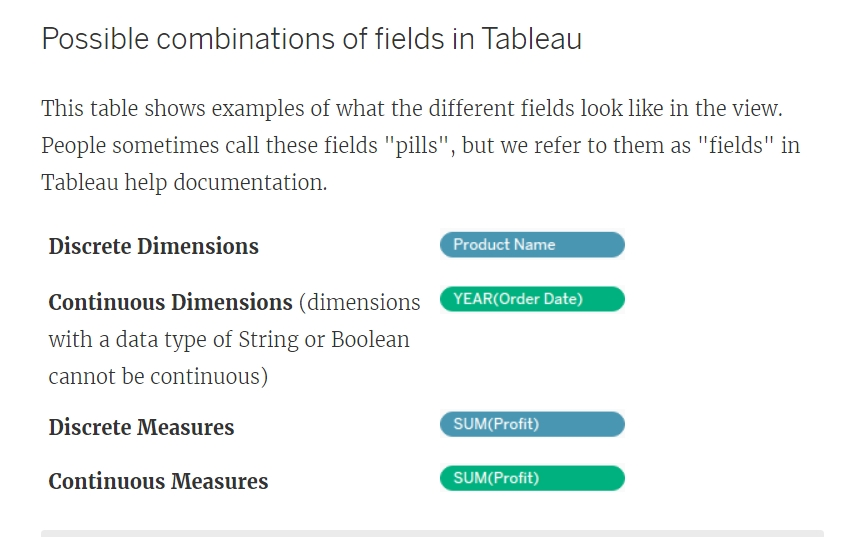 Possible combinations of fields in Tableau
This table shows examples of what the different fields look like in the view.
People sometimes call these fields "pills", but we refer to them as "fields" in
Tableau help documentation.
Discrete Dimensions
Product Name
Continuous Dimensions (dimensions
YEAR(Order Date)
with a data type of String or Boolean
cannot be continuous)
Discrete Measures
SUM(Profit)
Continuous Measures
SUM(Profit)